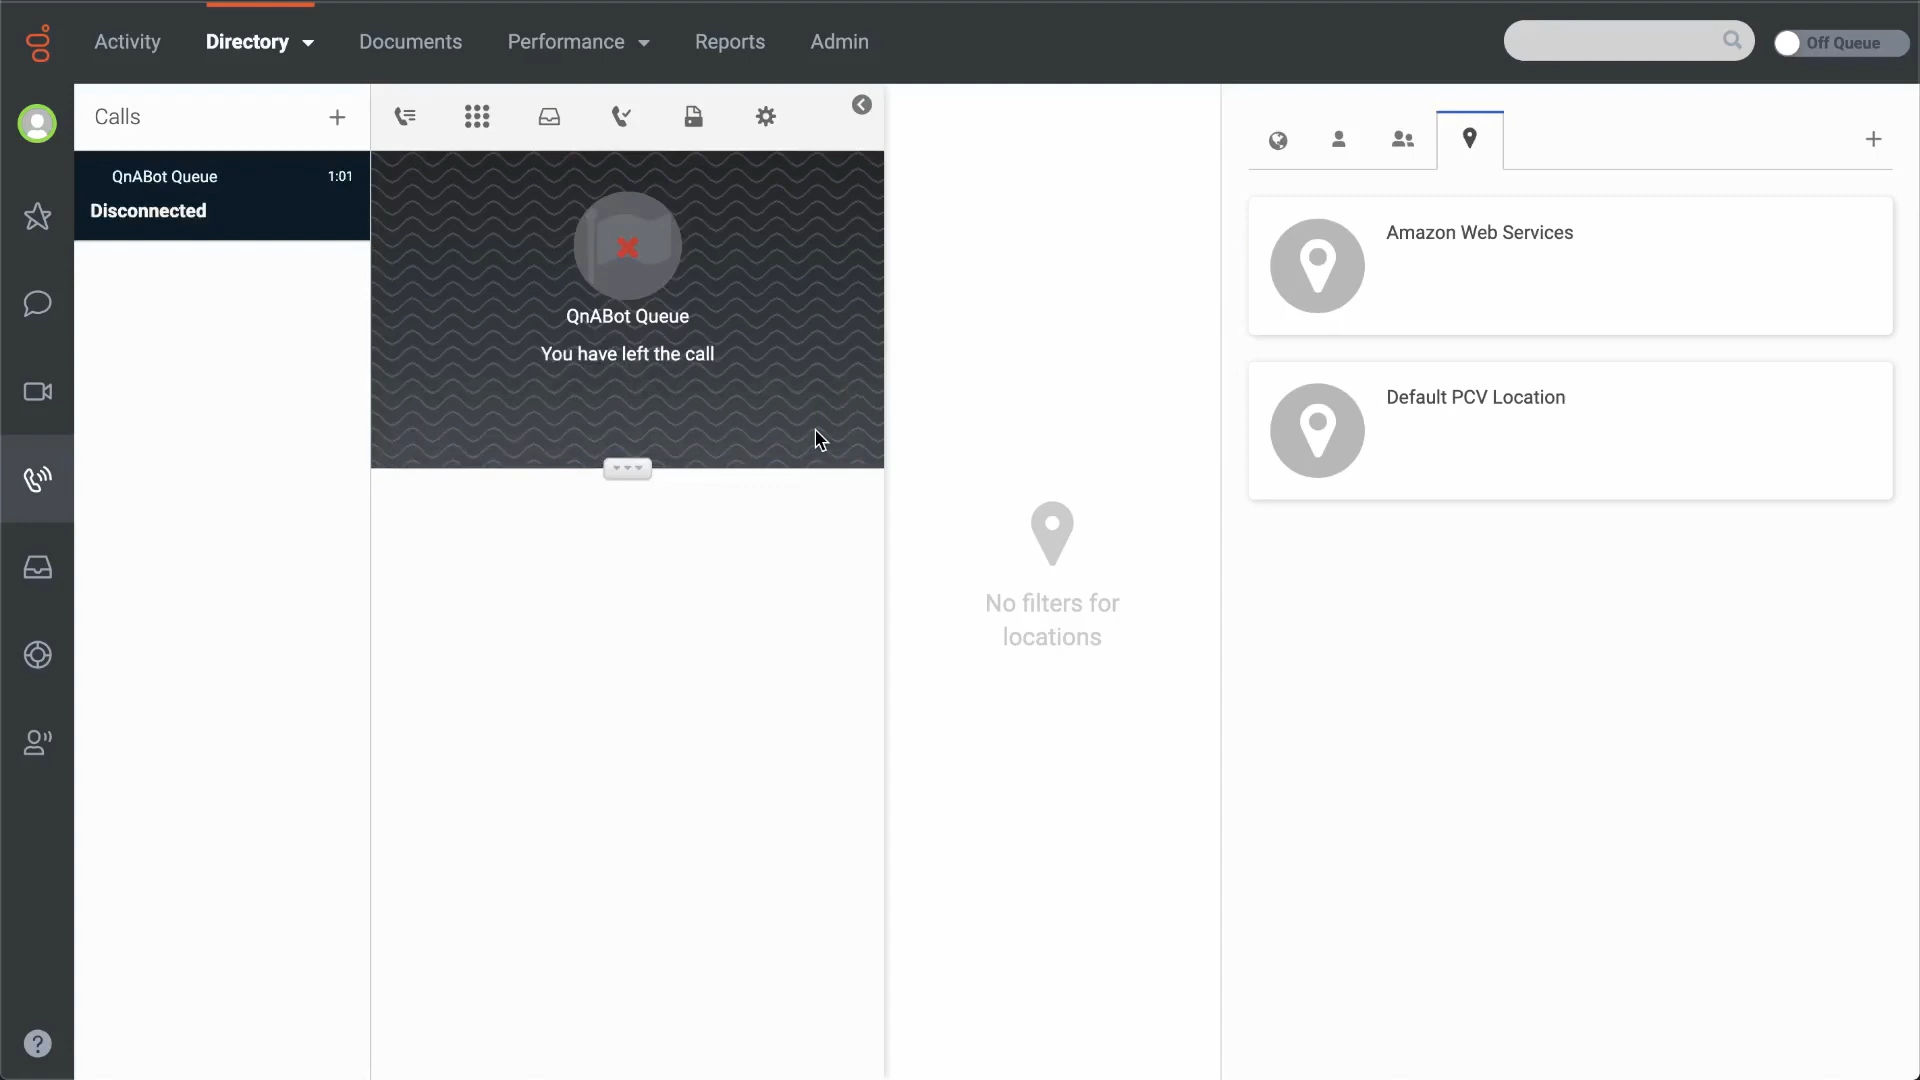 Activity
Directory
Documents
Performance
Reports
Admin
Off Queue
Calls
QnABot Queue
1:01
Disconnected
QnABot Queue
You have left the call
No filters for
locations
Amazon Web Services
Default PCV Location